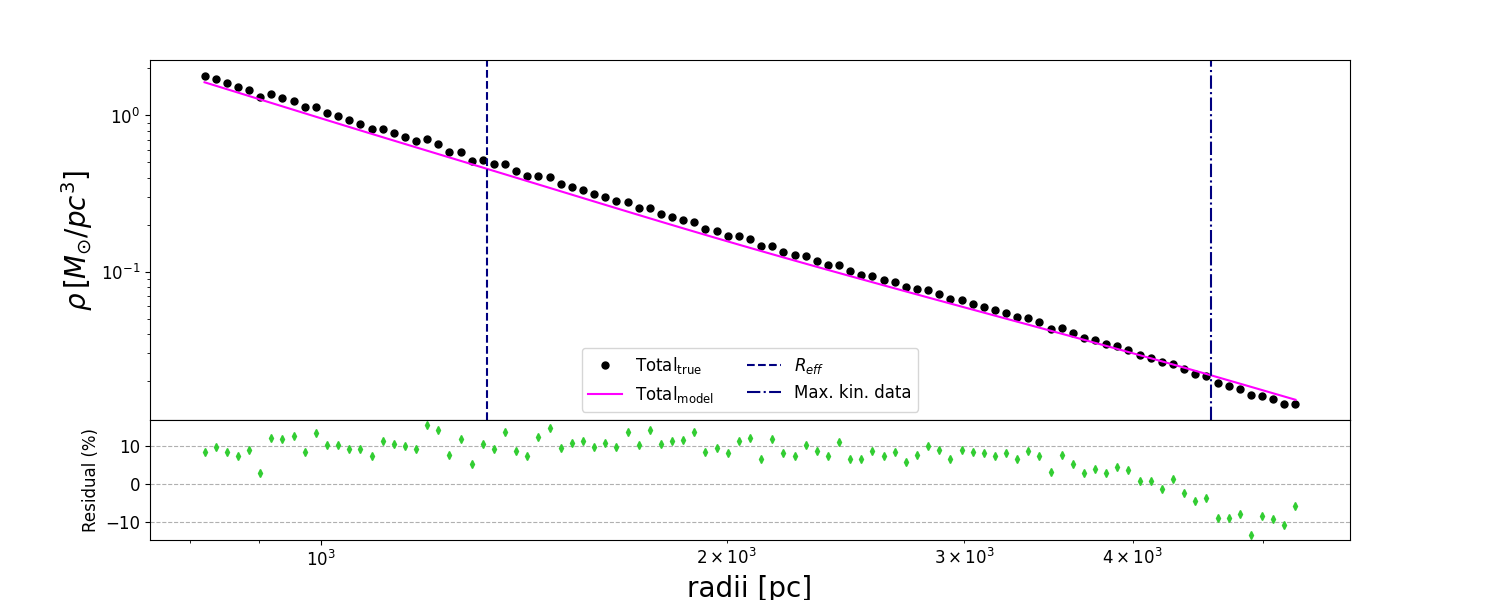 10⁰
10⁻¹
ρ [M⊙/pc³]
Total_true
Total_model
R_eff
Max. kin. data
10
0
−10
Residual (%)
10³
2 × 10³
3 × 10³
4 × 10³
radii [pc]